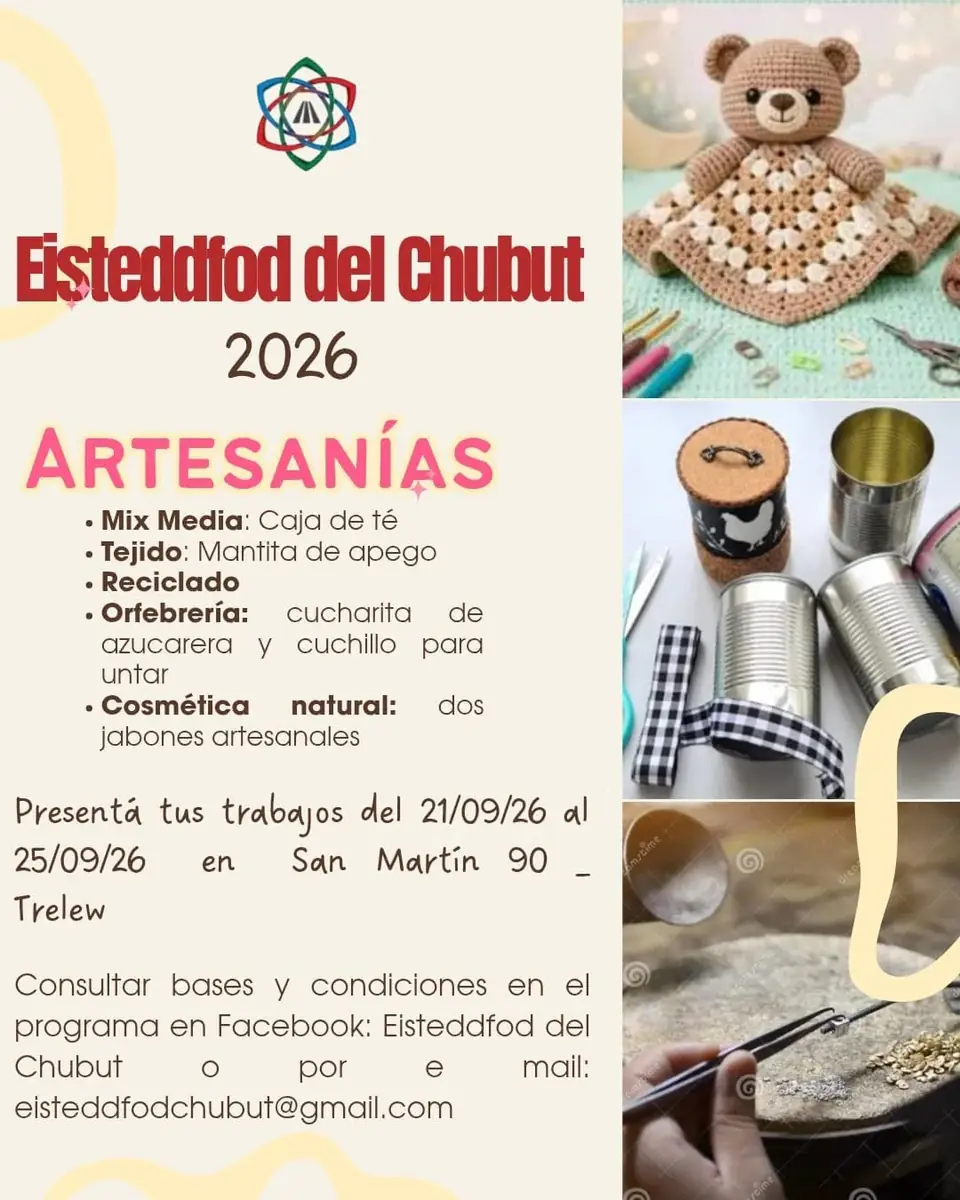 Eisteddfod del Chubut
2026
ARTESANÍAS
• Mix Media: Caja de té
• Tejido: Mantita de apego
• Reciclado
• Orfebrería: cucharita de
azucarera y cuchillo para
untar
• Cosmética natural: dos
jabones artesanales
Presentá tus trabajos del 21/09/26 al
25/09/26 en San Martín 90 _
Trelew
Consultar bases y condiciones en el
programa en Facebook: Eisteddfod del
Chubut o por e mail:
eisteddfodchubut@gmail.com